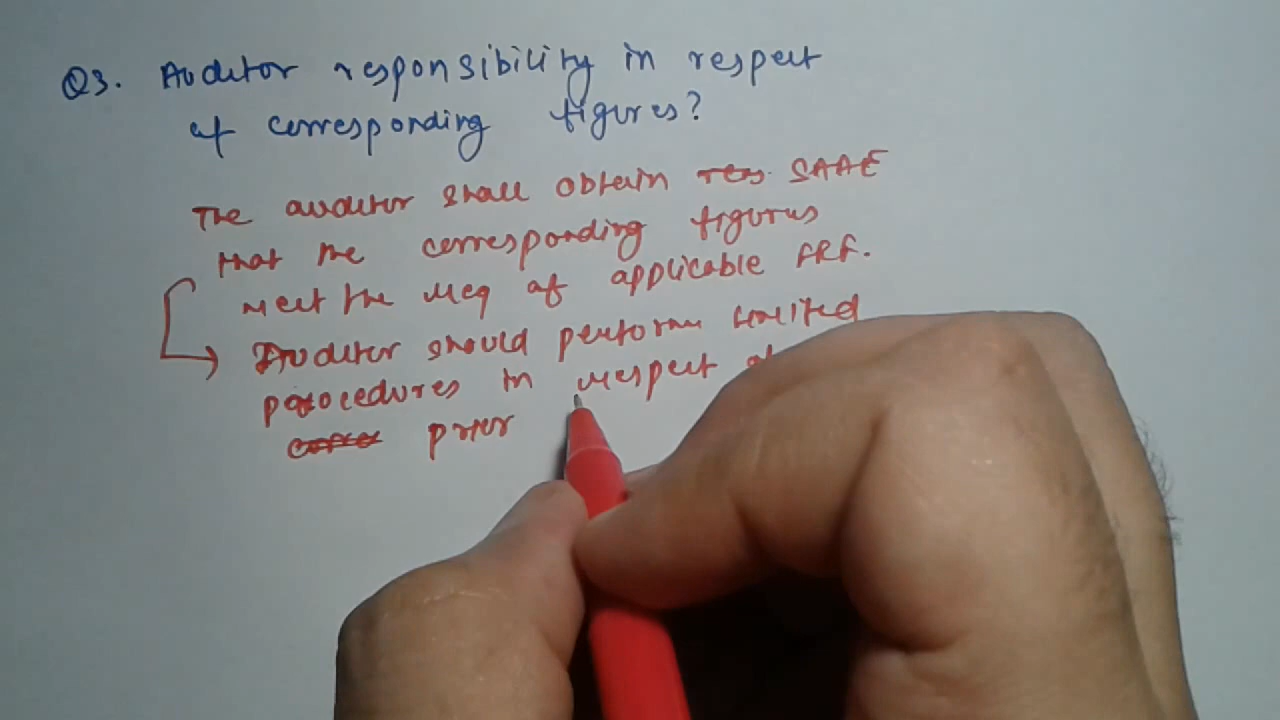 Q3. Auditor responsibility in respect
of corresponding figures?
The auditor shall obtain SAAE
that the corresponding figures
meet the req of applicable FRF.
Auditor should perform limited
procedures in respect of
prior